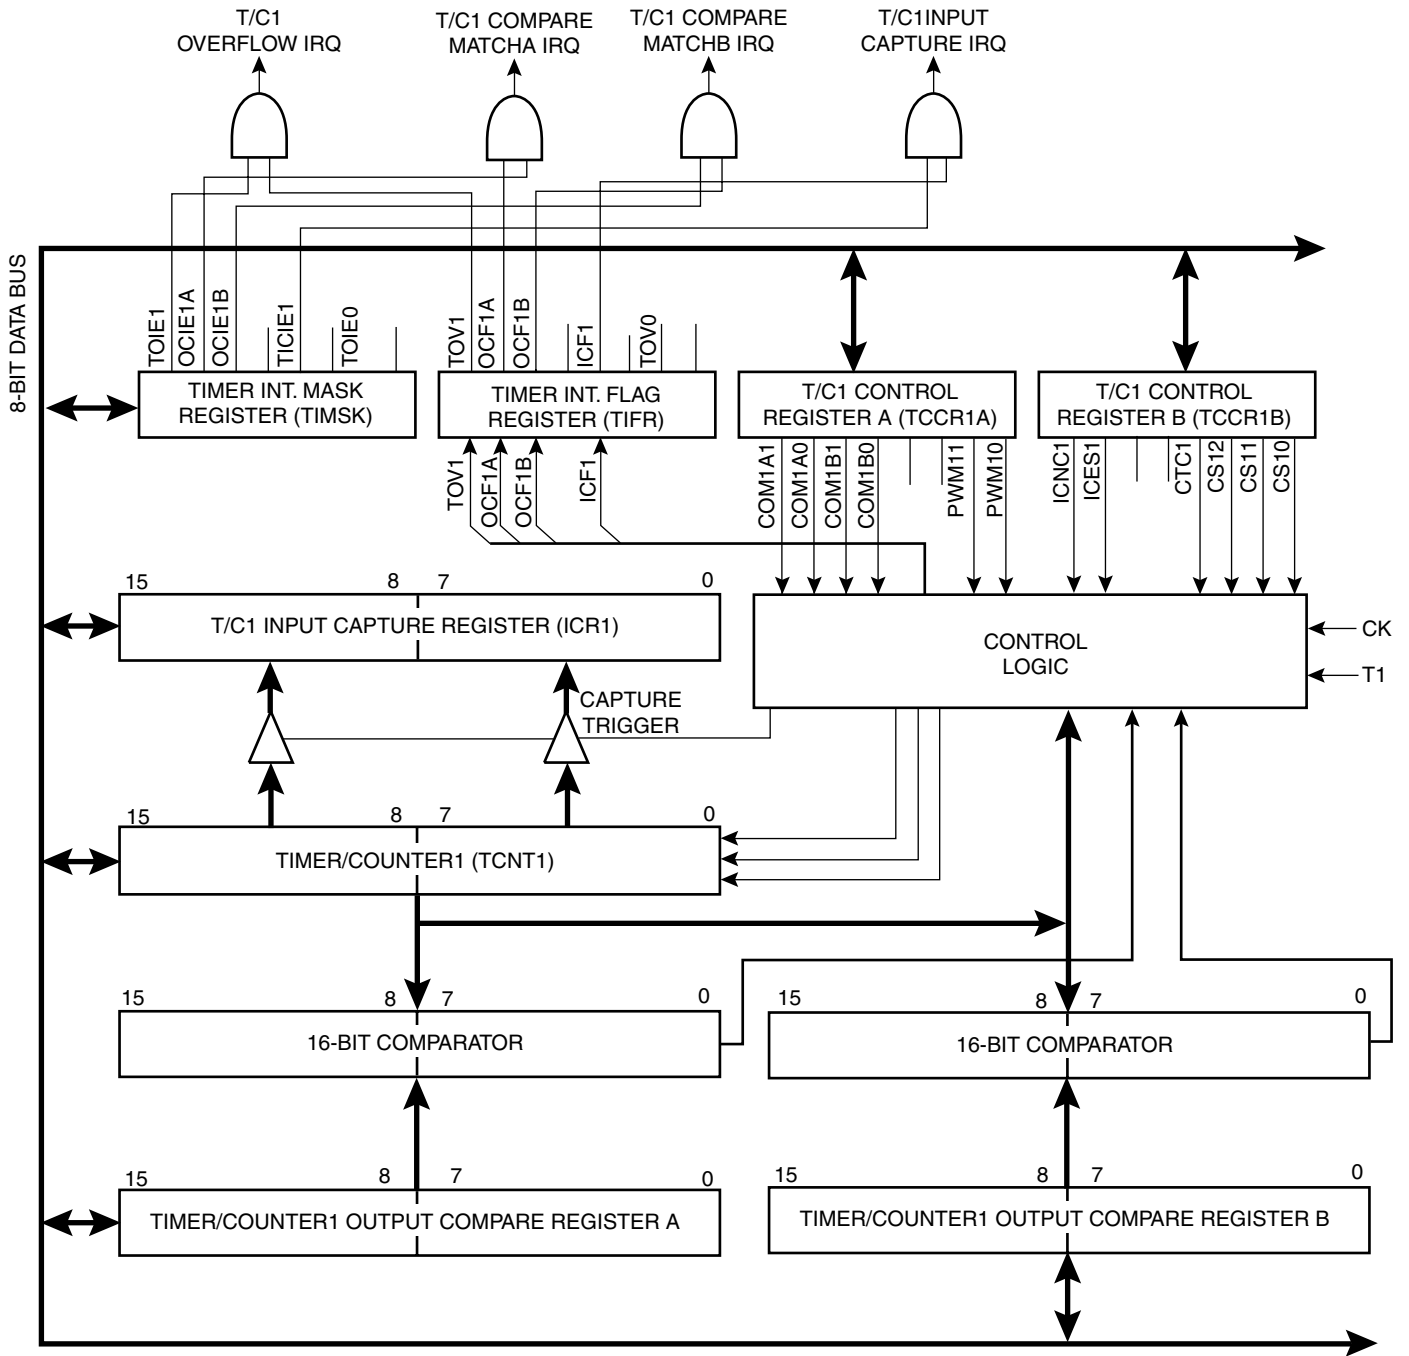 T/C1
OVERFLOW IRQ
T/C1 COMPARE
MATCHA IRQ
T/C1 COMPARE
MATCHB IRQ
T/C1INPUT
CAPTURE IRQ
8-BIT DATA BUS
TOIE1
OCIE1A
OCIE1B
TICIE1
TOIE0
TOV1
OCF1A
OCF1B
ICF1
TOV0
TIMER INT. MASK
REGISTER (TIMSK)
TIMER INT. FLAG
REGISTER (TIFR)
T/C1 CONTROL
REGISTER A (TCCR1A)
T/C1 CONTROL
REGISTER B (TCCR1B)
TOV1
OCF1A
OCF1B
ICF1
COM1A1
COM1A0
COM1B1
COM1B0
PWM11
PWM10
ICNC1
ICES1
CTC1
CS12
CS11
CS10
15 8 7 0
T/C1 INPUT CAPTURE REGISTER (ICR1)
CONTROL
LOGIC
CK
T1
CAPTURE
TRIGGER
15 8 7 0
TIMER/COUNTER1 (TCNT1)
15 8 7 0
16-BIT COMPARATOR
15 8 7 0
16-BIT COMPARATOR
15 8 7 0
TIMER/COUNTER1 OUTPUT COMPARE REGISTER A
15 8 7 0
TIMER/COUNTER1 OUTPUT COMPARE REGISTER B